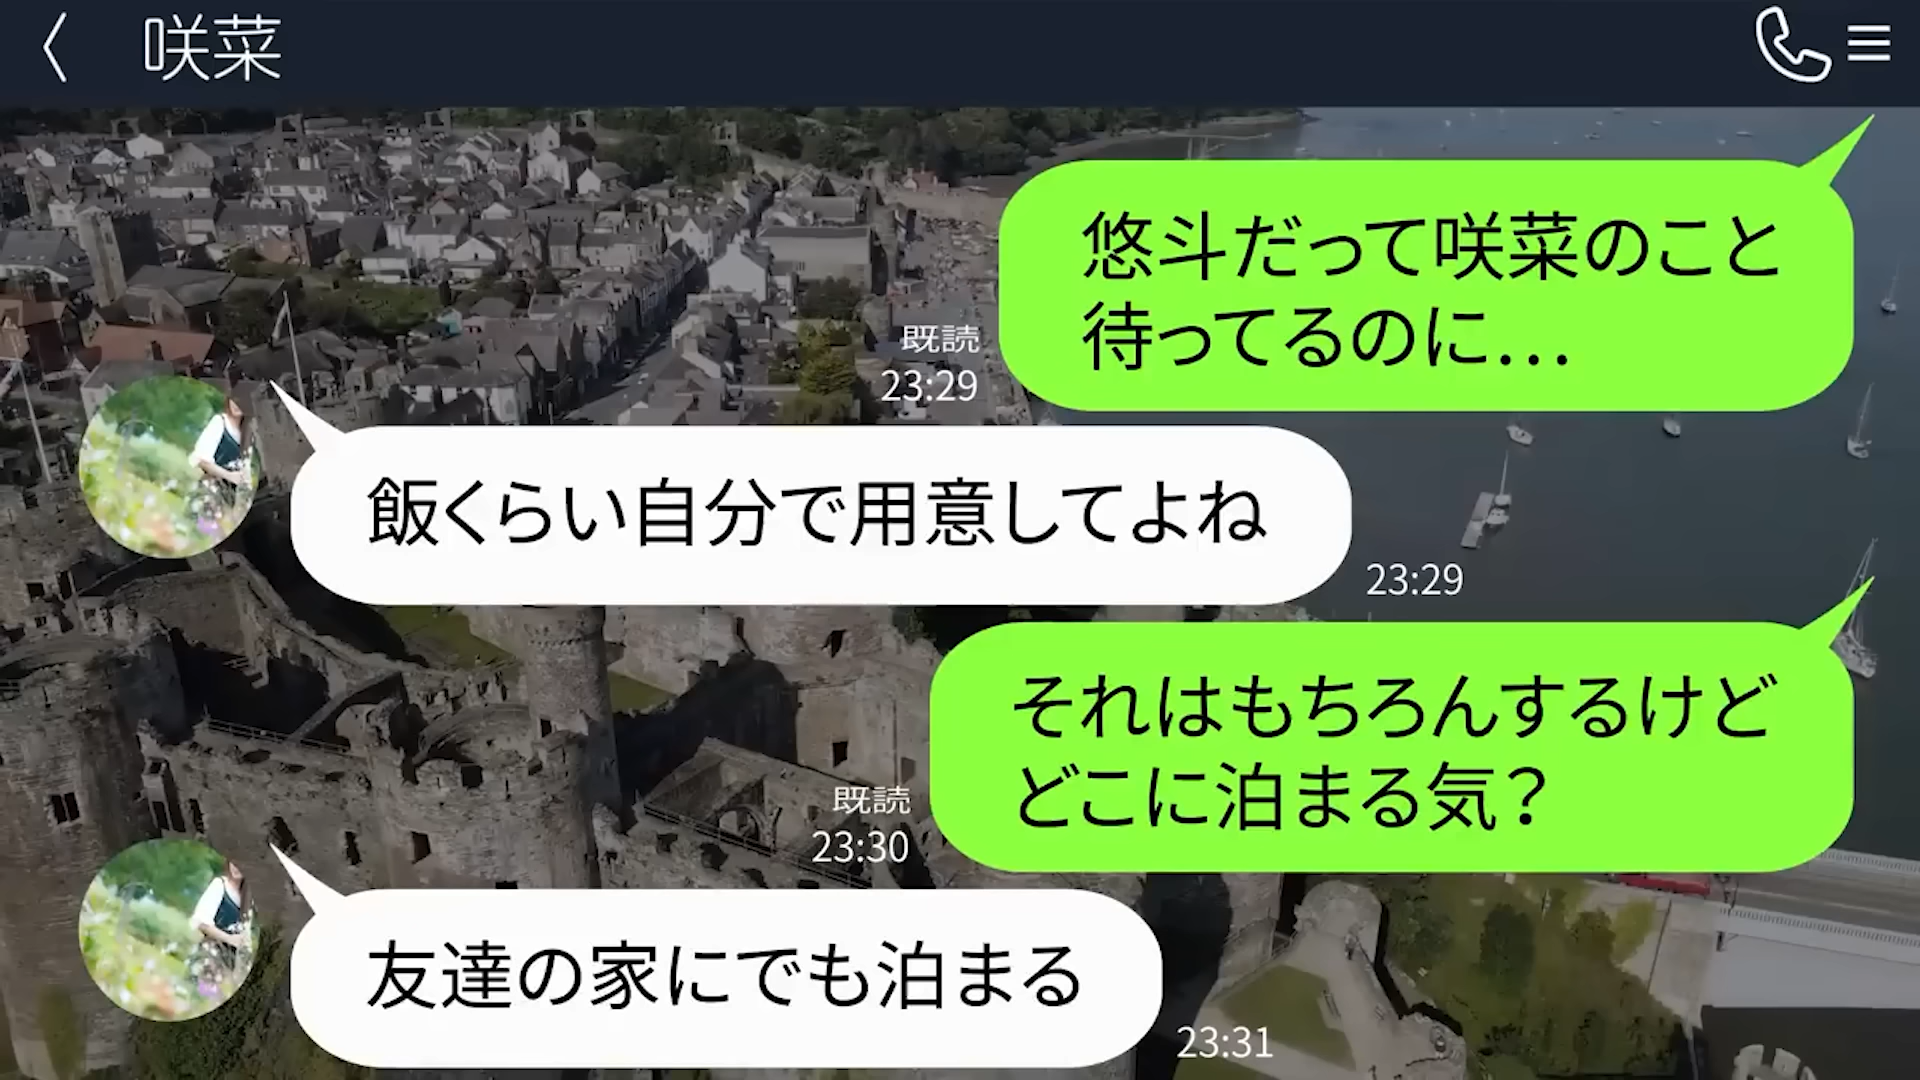 咲菜
悠斗だって咲菜のこと
待ってるのに…
既読
23:29
飯くらい自分で用意してよね
23:29
それはもちろんするけど
どこに泊まる気？
既読
23:30
友達の家にでも泊まる
23:31